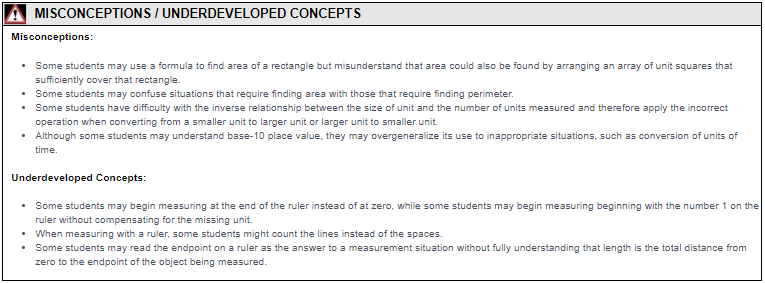 MISCONCEPTIONS / UNDERDEVELOPED CONCEPTS
Misconceptions:
• Some students may use a formula to find area of a rectangle but misunderstand that area could also be found by arranging an array of unit squares that
sufficiently cover that rectangle.
• Some students may confuse situations that require finding area with those that require finding perimeter.
• Some students have difficulty with the inverse relationship between the size of unit and the number of units measured and therefore apply the incorrect
operation when converting from a smaller unit to larger unit or larger unit to smaller unit.
• Although some students may understand base-10 place value, they may overgeneralize its use to inappropriate situations, such as conversion of units of
time.
Underdeveloped Concepts:
• Some students may begin measuring at the end of the ruler instead of at zero, while some students may begin measuring beginning with the number 1 on the
ruler without compensating for the missing unit.
• When measuring with a ruler, some students might count the lines instead of the spaces.
• Some students may read the endpoint on a ruler as the answer to a measurement situation without fully understanding that length is the total distance from
zero to the endpoint of the object being measured.